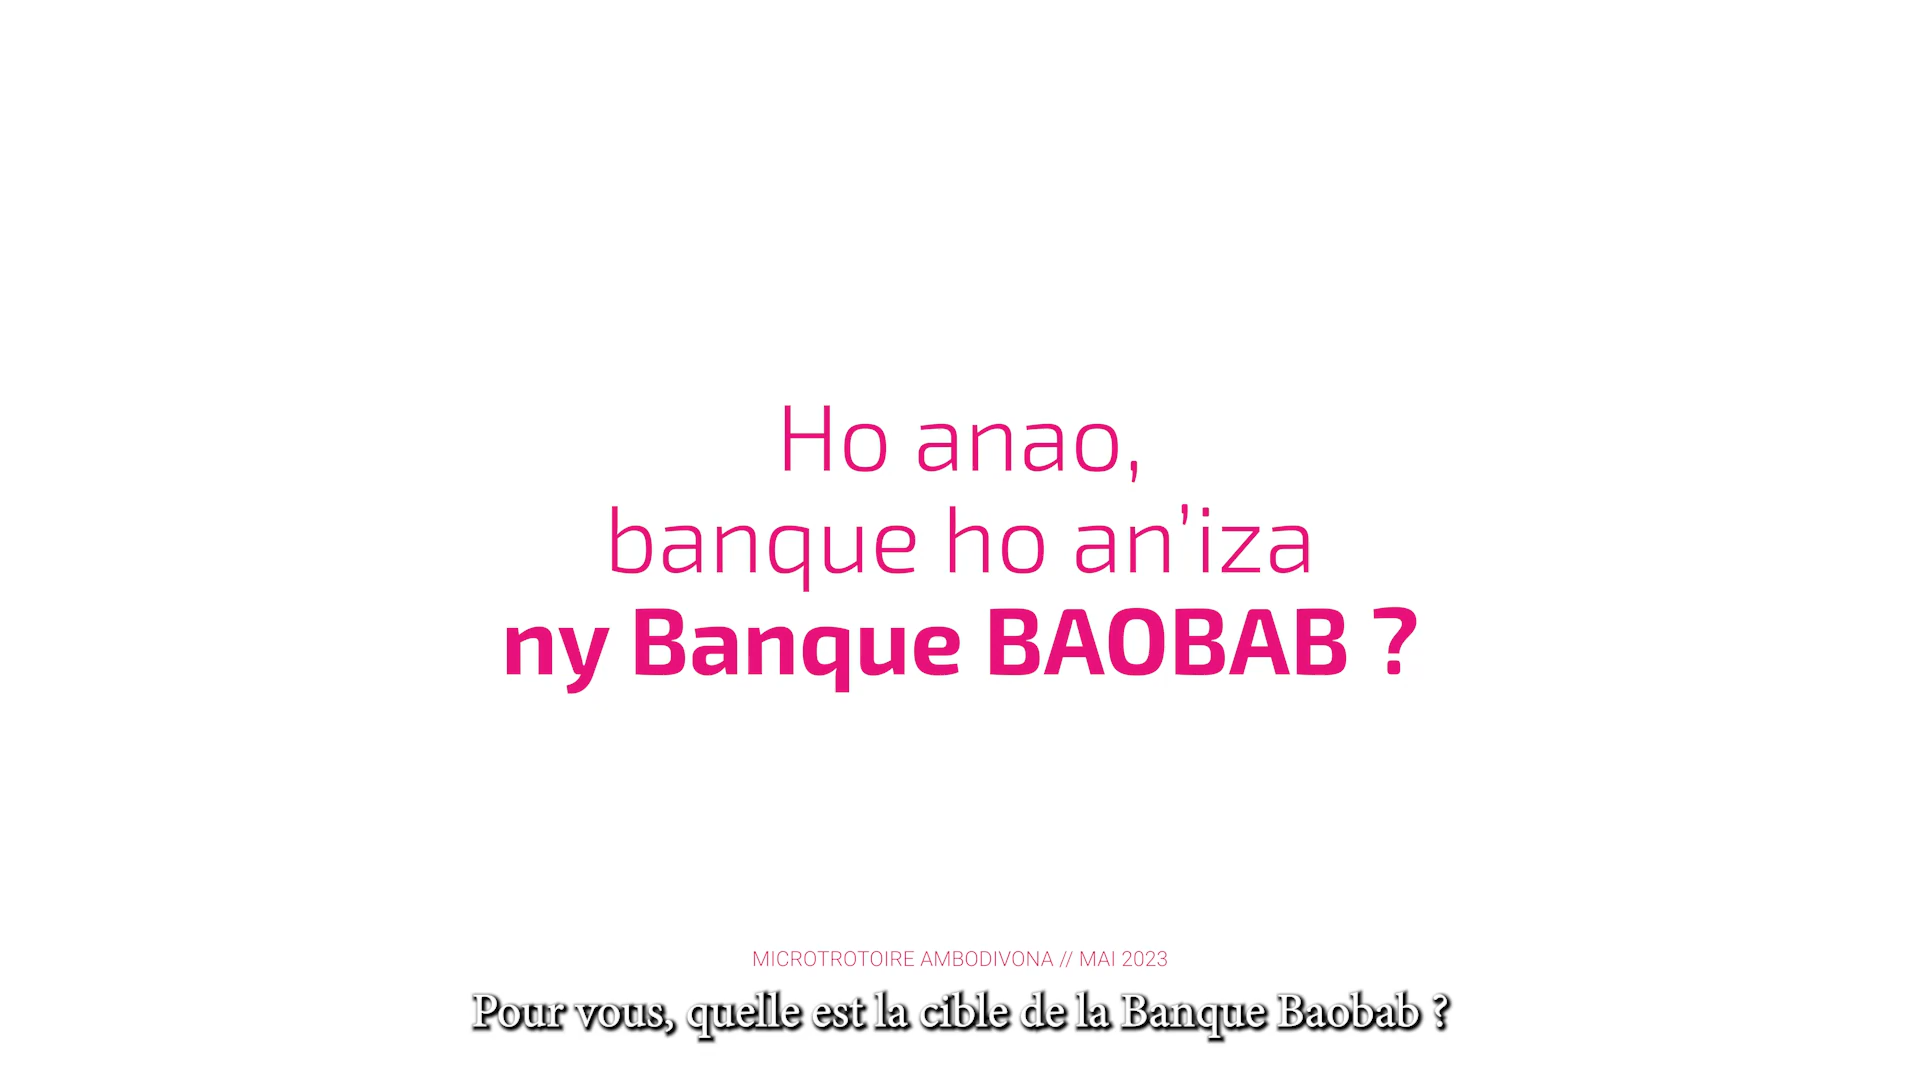 Ho anao,
banque ho an’iza
ny Banque BAOBAB ?
MICROTROTOIRE AMBODIVONA // MAI 2023
Pour vous, quelle est la cible de la Banque Baobab ?